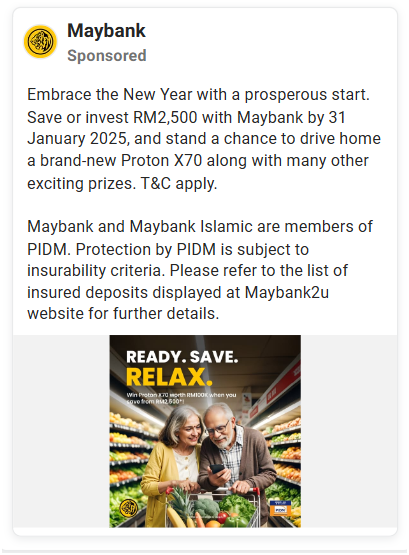 Maybank
Sponsored
Embrace the New Year with a prosperous start.
Save or invest RM2,500 with Maybank by 31
January 2025, and stand a chance to drive home
a brand-new Proton X70 along with many other
exciting prizes. T&C apply.
Maybank and Maybank Islamic are members of
PIDM. Protection by PIDM is subject to
insurability criteria. Please refer to the list of
insured deposits displayed at Maybank2u
website for further details.
READY. SAVE.
RELAX.
Win Proton X70 worth RM100K when you
save from RM2,500*!
PIDM